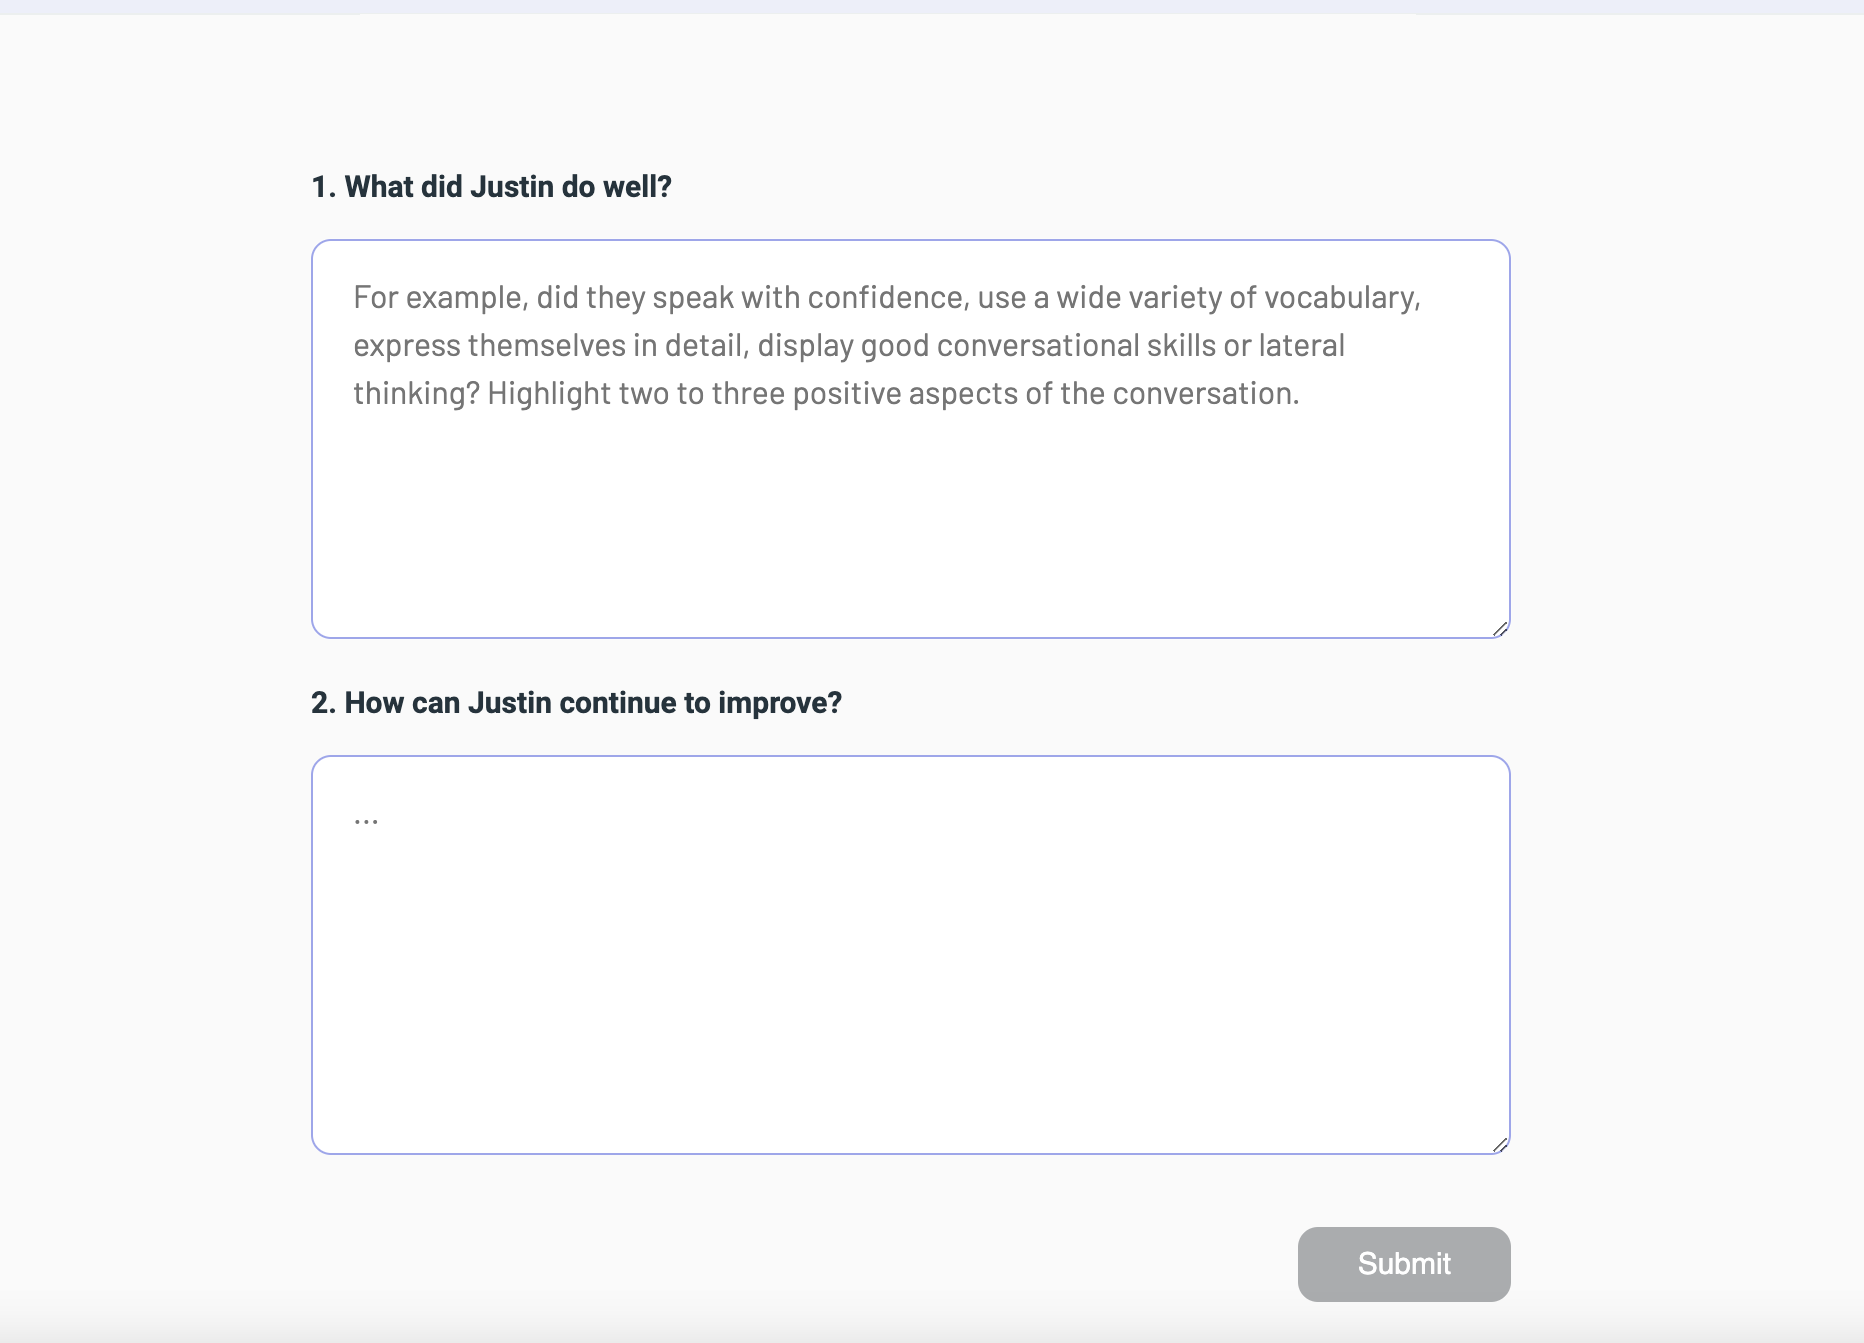 1. What did Justin do well?
For example, did they speak with confidence, use a wide variety of vocabulary,
express themselves in detail, display good conversational skills or lateral
thinking? Highlight two to three positive aspects of the conversation.
2. How can Justin continue to improve?
...
Submit